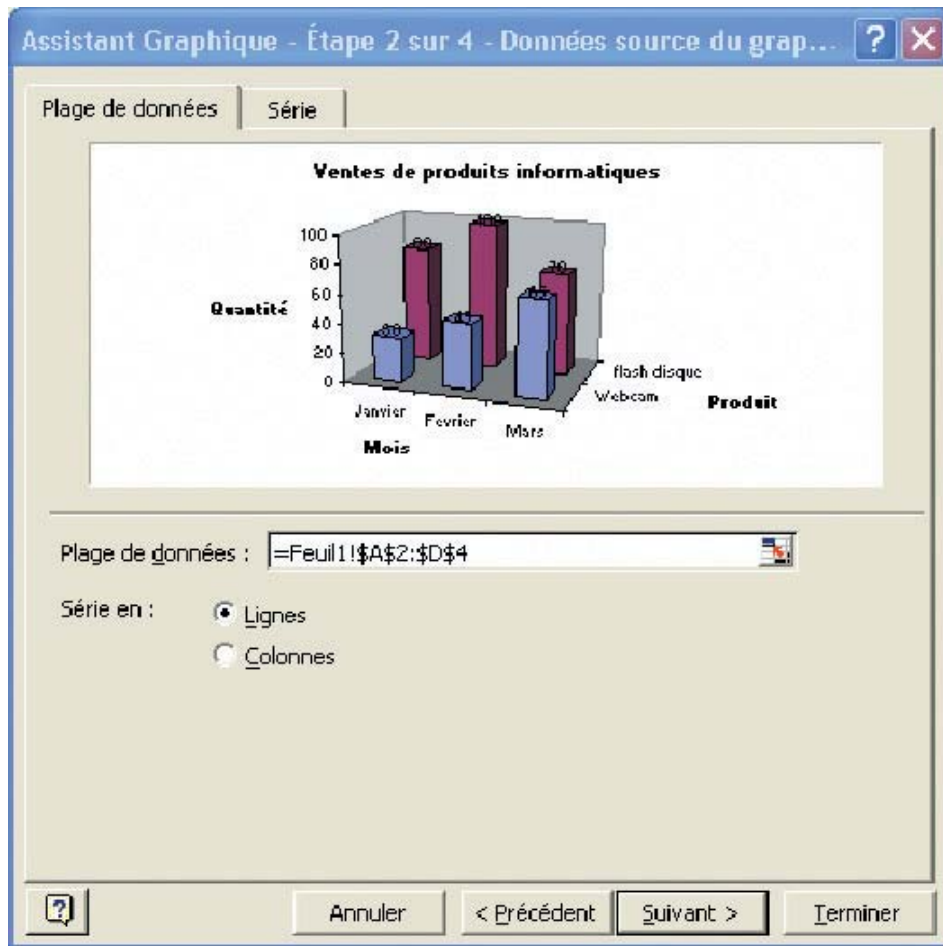 Assistant Graphique - Étape 2 sur 4 - Données source du grap...
Plage de données
Série
Ventes de produits informatiques
100
80
60
40
20
0
Quantité
flash disque
Webcam
Produit
Janvier
Fevrier
Mars
Mois
Plage de données :
=Feuil1!$A$2:$D$4
Série en :
Lignes
Colonnes
Annuler
< Précédent
Suivant >
Terminer